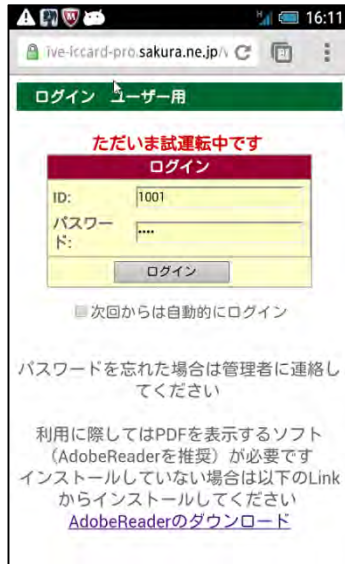 16:11
ive-iccard-pro.sakura.ne.jp/
ログイン ユーザー用
ただいま試運転中です
ログイン
ID: 1001
パスワー
ド: ••••
ログイン
次回からは自動的にログイン
パスワードを忘れた場合は管理者に連絡し
てください
利用に際してはPDFを表示するソフト
（AdobeReaderを推奨）が必要です
インストールしていない場合は以下のLink
からインストールしてください
AdobeReaderのダウンロード